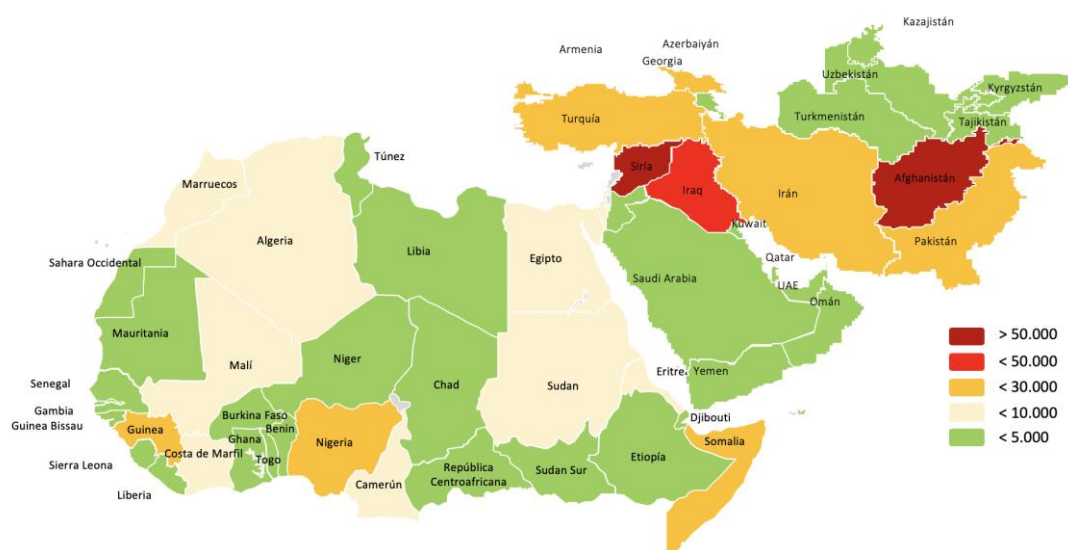 Kazajistán
Armenia
Azerbaiyán
Georgia
Uzbekistán
Kyrgyzstán
Turquía
Turkmenistán
Tajikistán
Túnez
Siría
Afghanistán
Marruecos
Iraq
Irán
Algeria
Kuwait
Libia
Egipto
Pakistán
Sahara Occidental
Qatar
Saudi Arabia
UAE
Omán
Mauritania
> 50.000
Malí
Niger
< 50.000
Senegal
Chad
Sudan
Eritrea
Yemen
< 30.000
Gambia
Burkina Faso
Djibouti
< 10.000
Guinea Bissau
Guinea
Benin
Ghana
Nigeria
Somalia
< 5.000
Costa de Marfil
Togo
Etiopía
Sierra Leona
República
Centroafricana
Sudan Sur
Camerún
Liberia